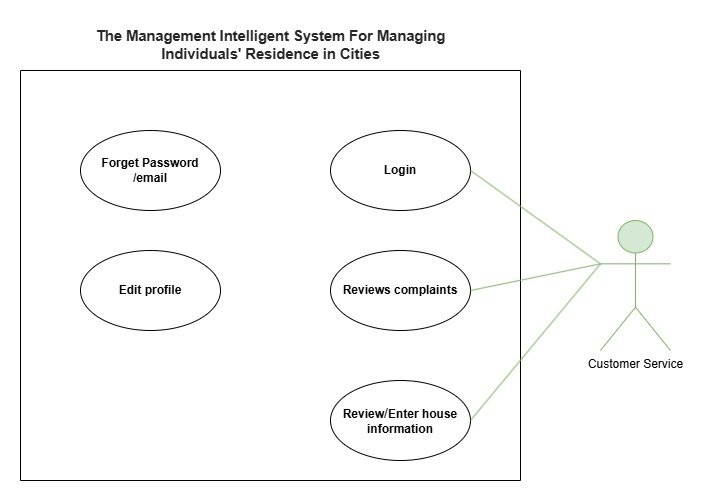 The Management Intelligent System For Managing
Individuals' Residence in Cities
Forget Password
/email
Login
Edit profile
Reviews complaints
Customer Service
Review/Enter house
information